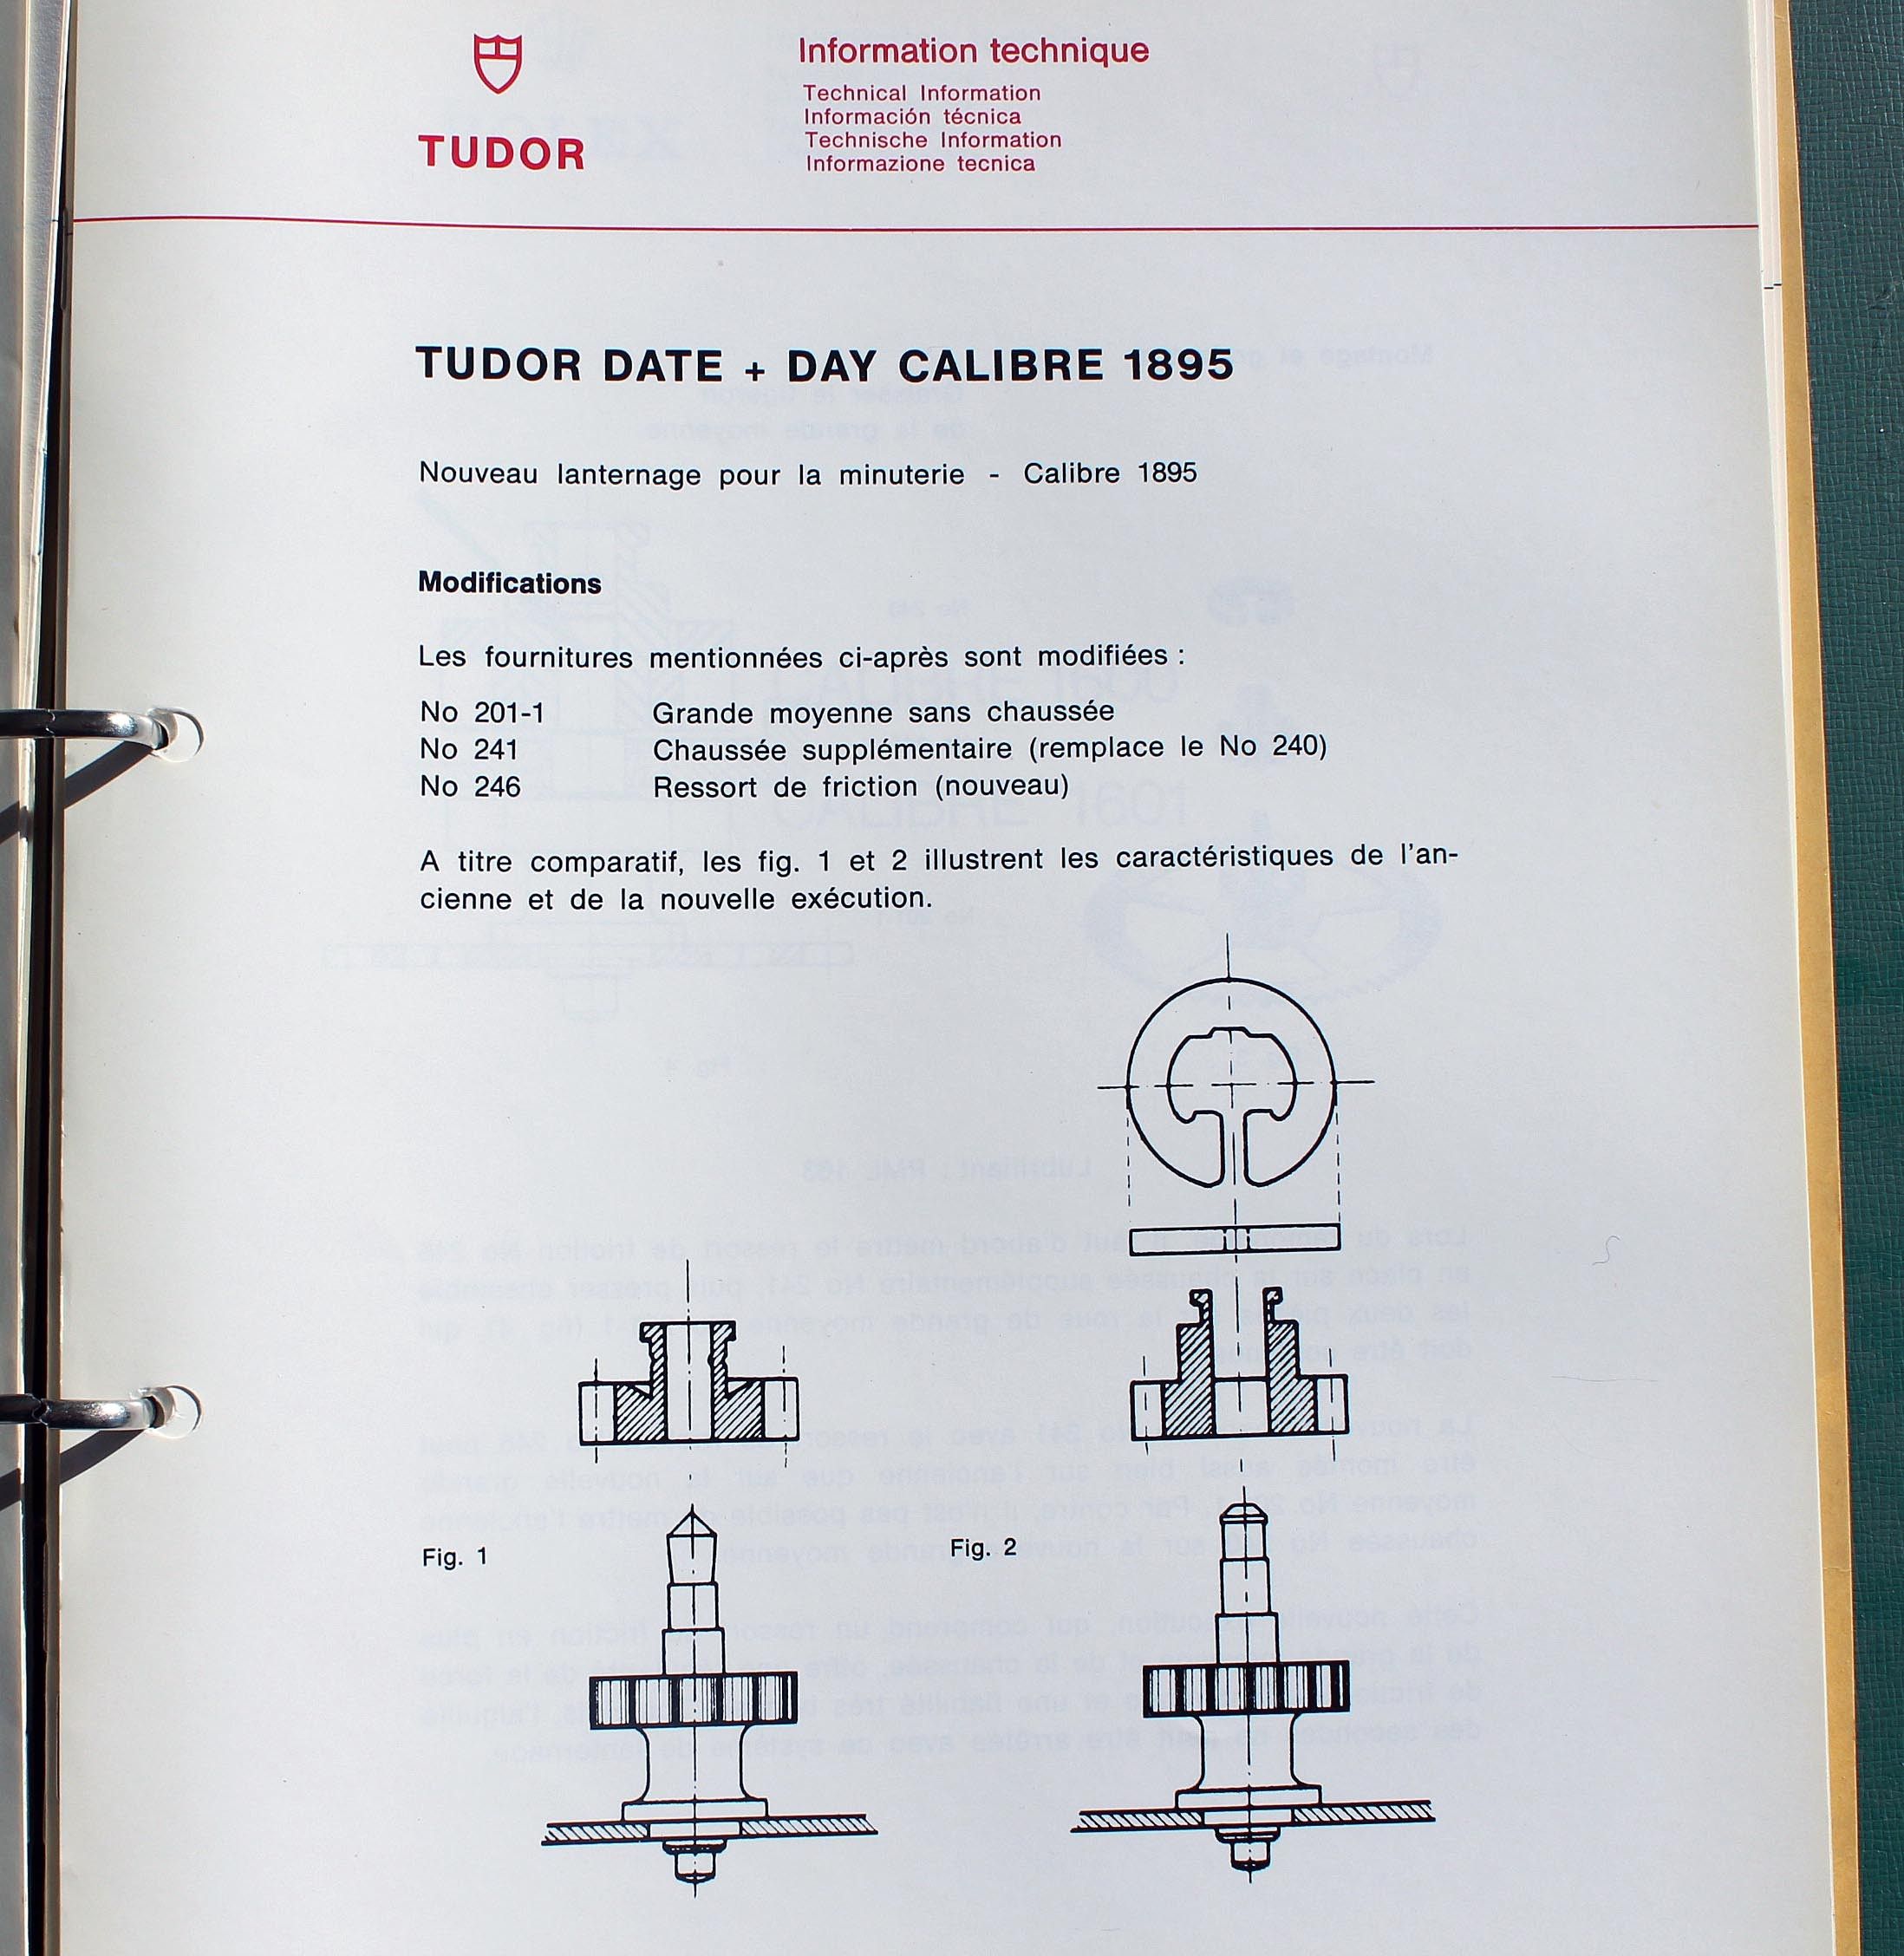 TUDOR
Information technique
Technical Information
Información técnica
Technische Information
Informazione tecnica
TUDOR DATE + DAY CALIBRE 1895
Nouveau lanternage pour la minuterie - Calibre 1895
Modifications
Les fournitures mentionnées ci-après sont modifiées :
No 201-1 Grande moyenne sans chaussée
No 241 Chaussée supplémentaire (remplace le No 240)
No 246 Ressort de friction (nouveau)
A titre comparatif, les fig. 1 et 2 illustrent les caractéristiques de l'an-
cienne et de la nouvelle exécution.
Fig. 1
Fig. 2